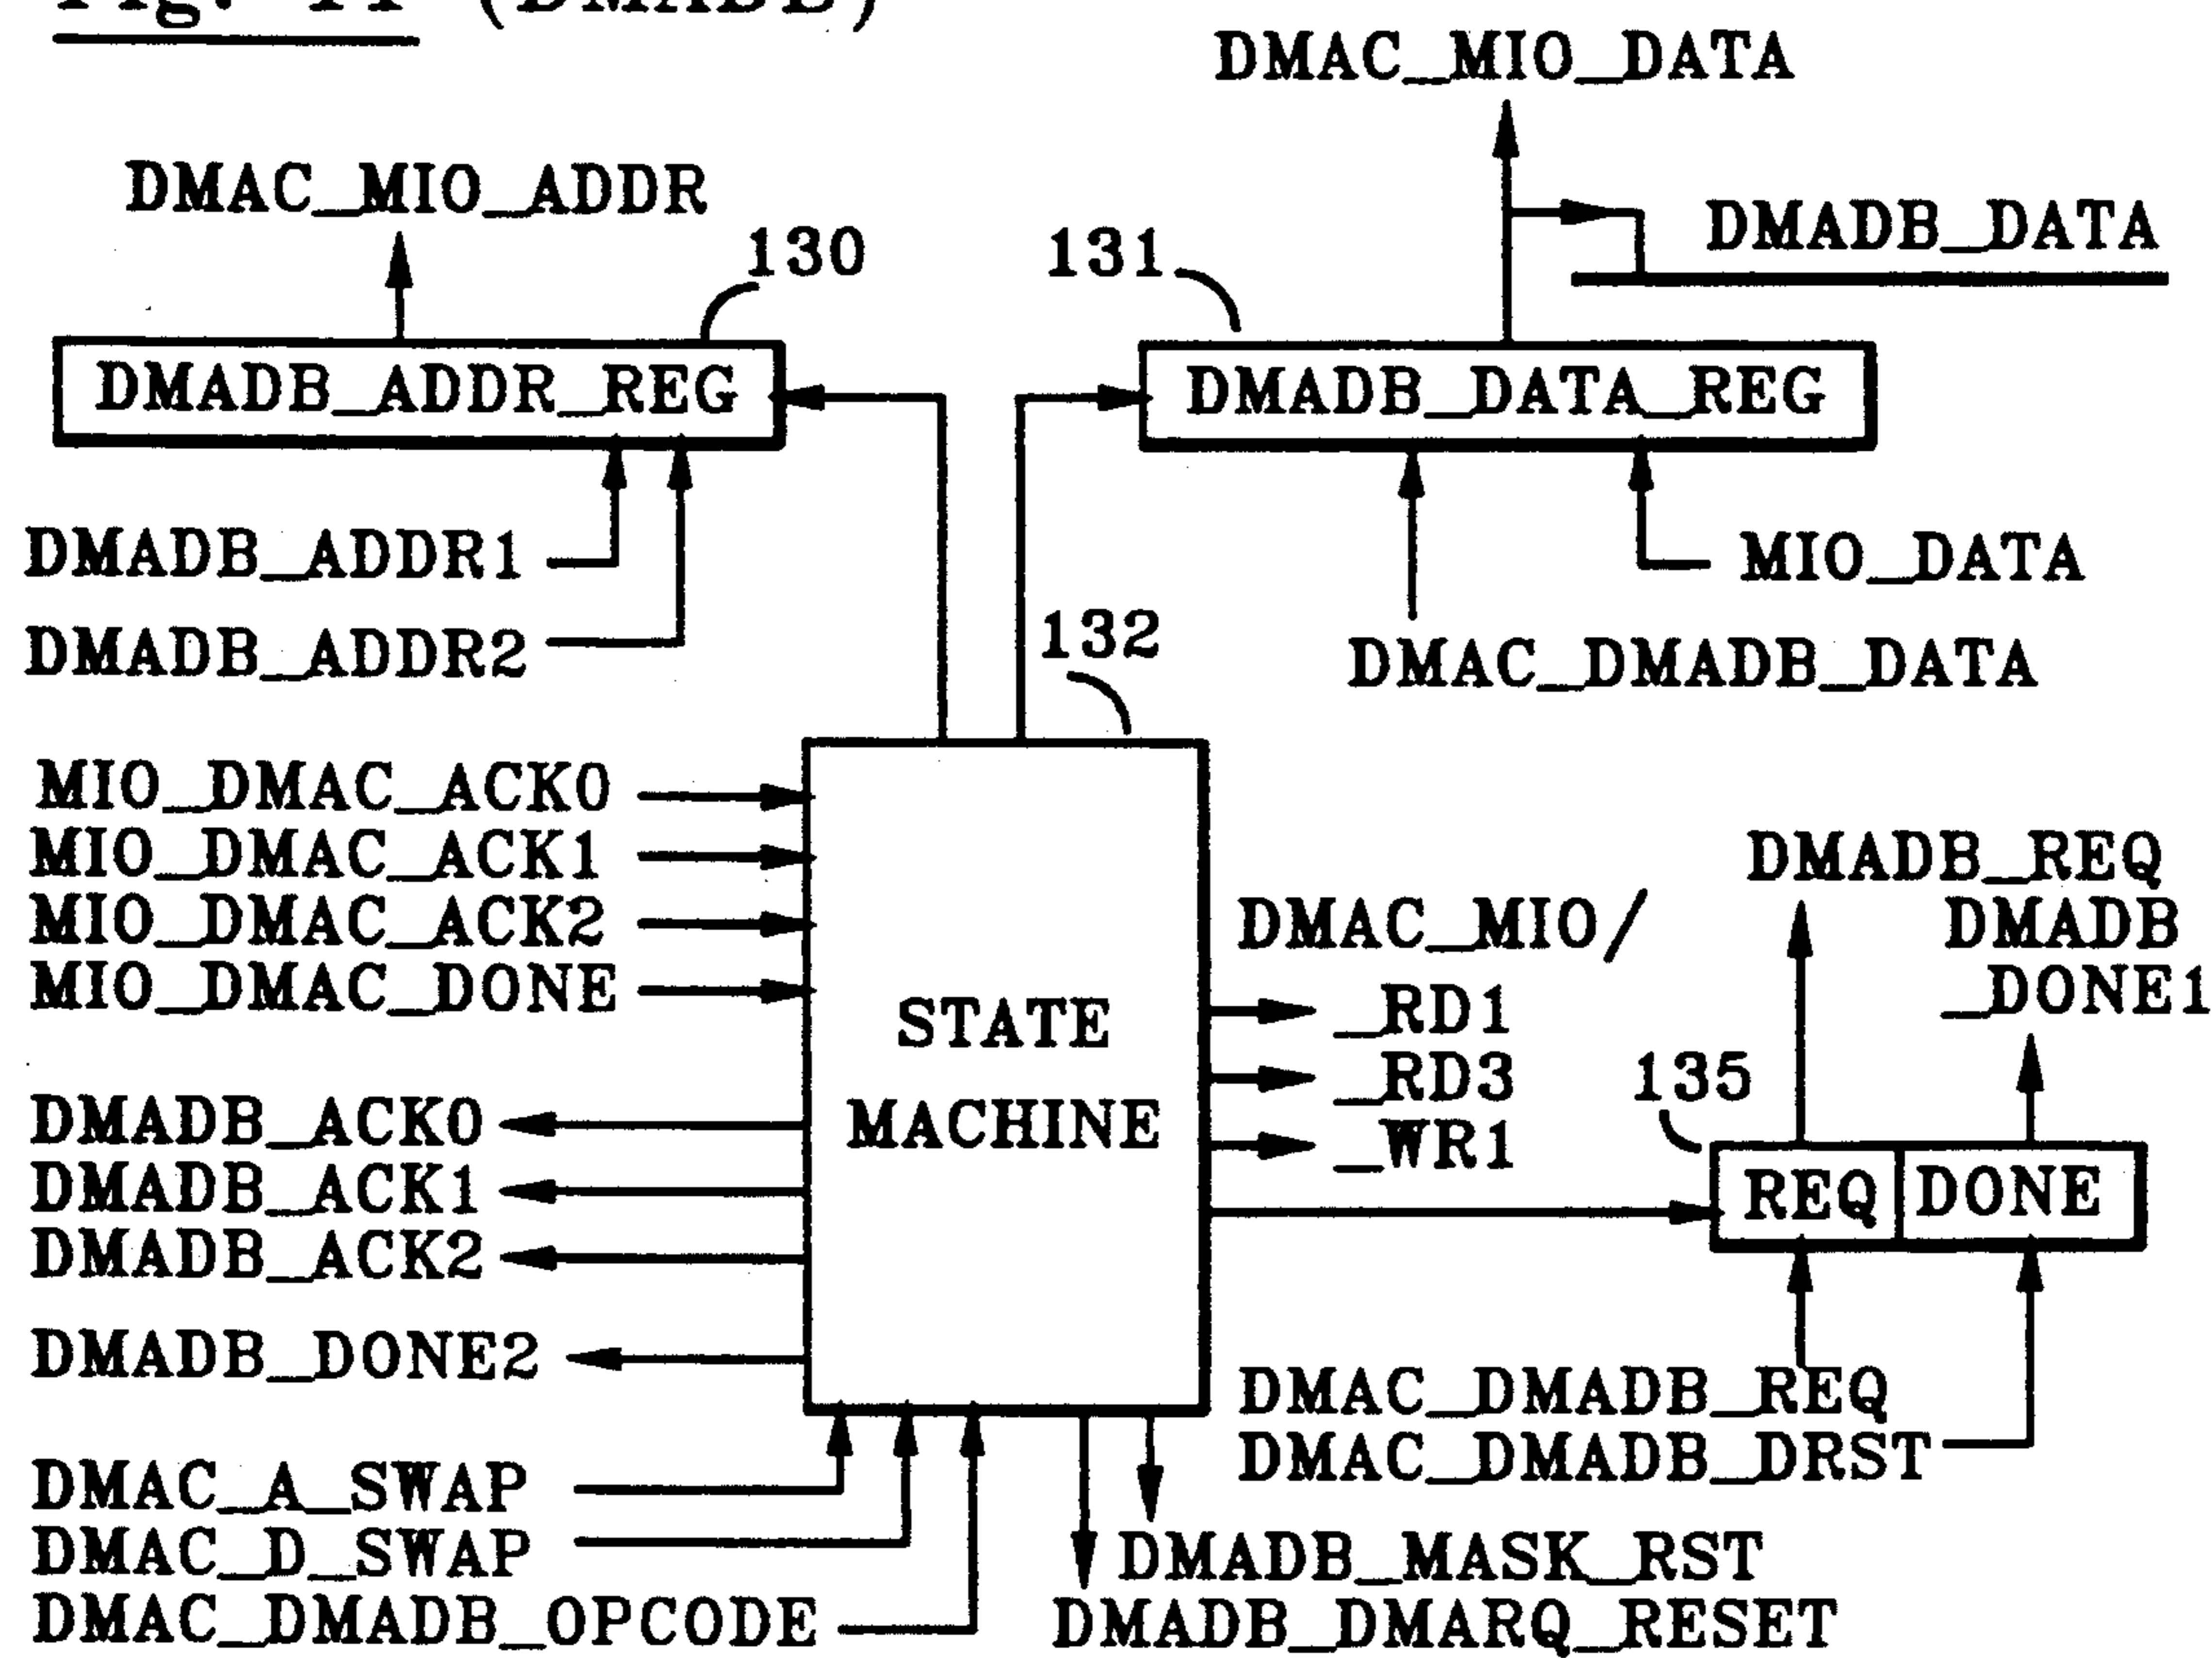 (DMADB)
DMAC_MIO_DATA
DMAC_MIO_ADDR
DMADB_DATA
130
131
DMADB_ADDR_REG
DMADB_DATA_REG
DMADB_ADDR1
MIO_DATA
DMADB_ADDR2
132
DMAC_DMADB_DATA
MIO_DMAC_ACK0
MIO_DMAC_ACK1
MIO_DMAC_ACK2
MIO_DMAC_DONE
STATE
MACHINE
DMAC_MIO/
_RD1
_RD3
_WR1
DMADB_REQ
DMADB
_DONE1
135
REQ
DONE
DMADB_ACK0
DMADB_ACK1
DMADB_ACK2
DMADB_DONE2
DMAC_DMADB_REQ
DMAC_DMADB_DRST
DMAC_A_SWAP
DMAC_D_SWAP
DMAC_DMADB_OPCODE
DMADB_MASK_RST
DMADB_DMARQ_RESET